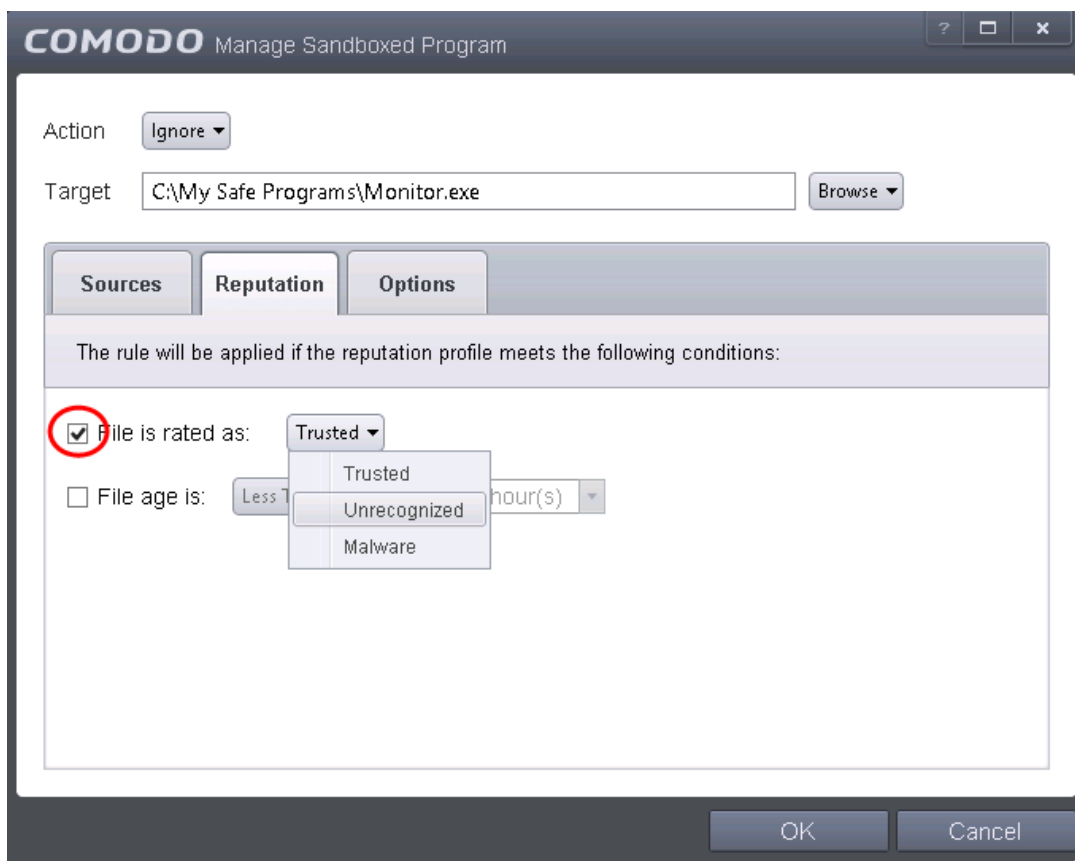 COMODO Manage Sandboxed Program ?
Action Ignore
Target C:\My Safe Programs\Monitor.exe Browse
Sources Reputation Options
The rule will be applied if the reputation profile meets the following conditions:
File is rated as: Trusted
Trusted
File age is: Less hour(s)
Unrecognized
Malware
OK Cancel